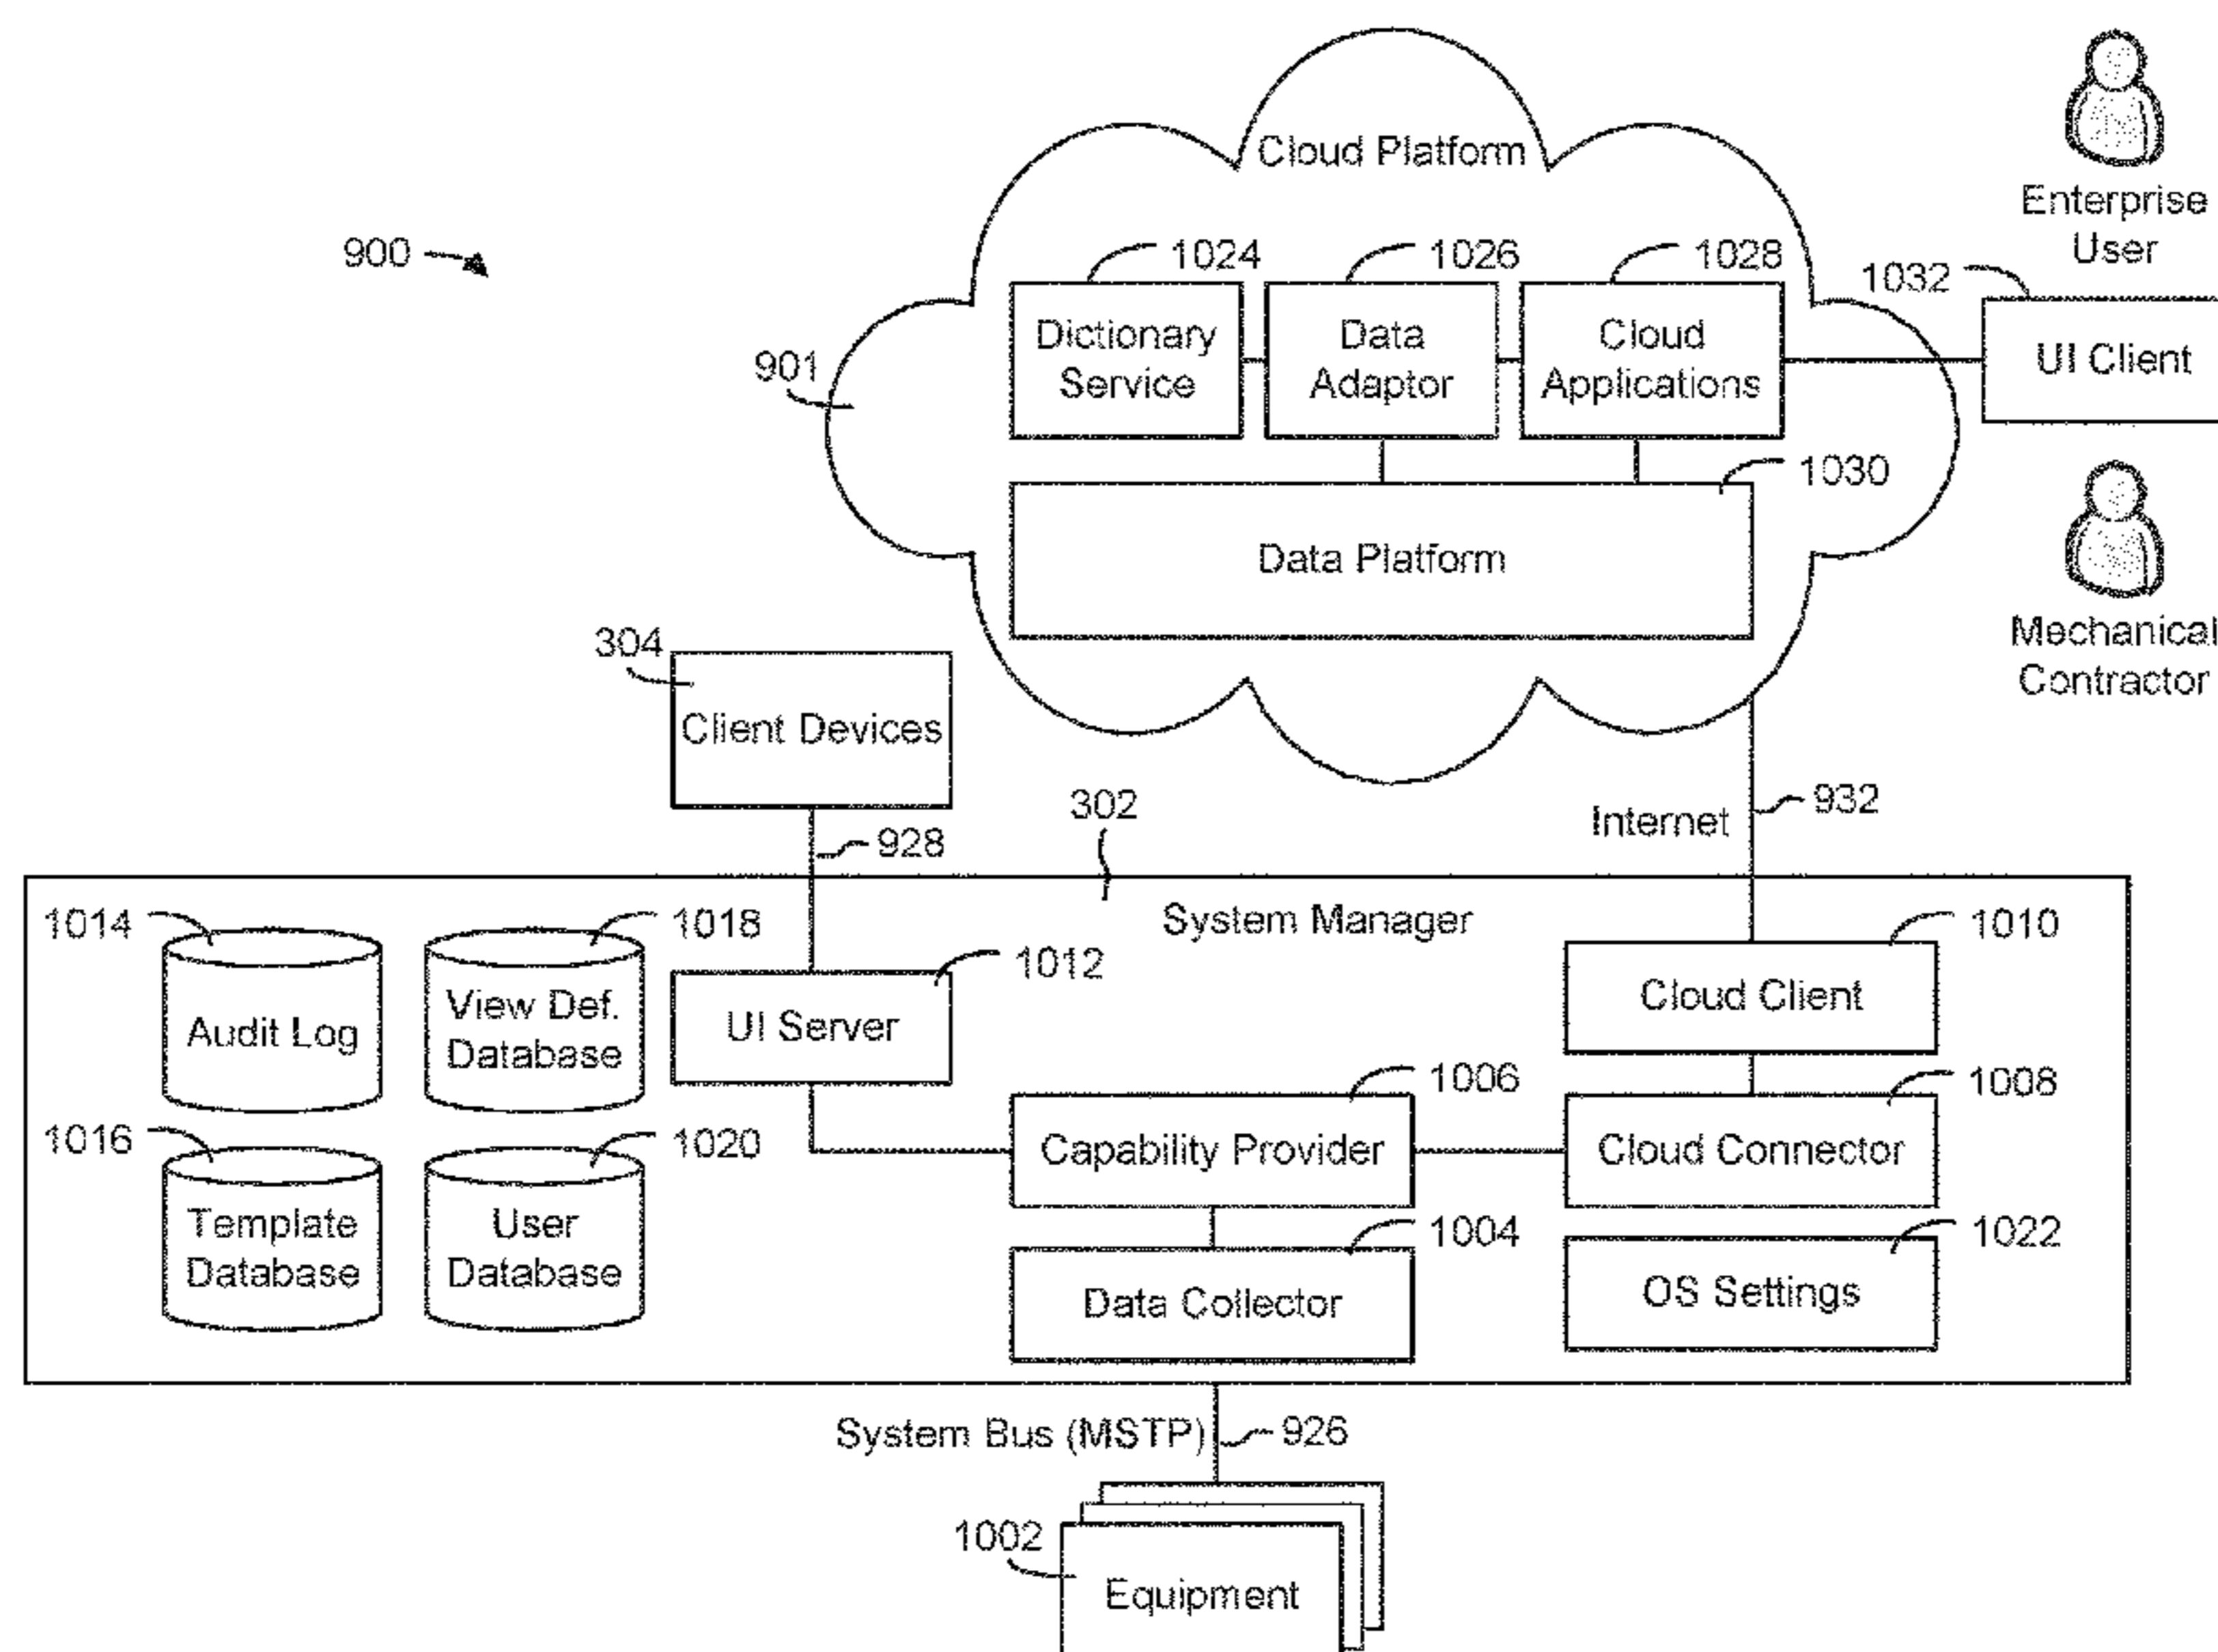 Cloud Platform
Enterprise
User
900
1024
1026
1028
1032
Dictionary
Service
Data
Adaptor
Cloud
Applications
UI Client
901
1030
Data Platform
Mechanical
Contractor
304
Client Devices
302
Internet
932
928
System Manager
1014
1018
1012
1010
Audit Log
View Def.
Database
UI Server
Cloud Client
1006
1008
1016
1020
Capability Provider
Cloud Connector
Template
Database
User
Database
1004
1022
Data Collector
OS Settings
System Bus (MSTP)
926
1002
Equipment